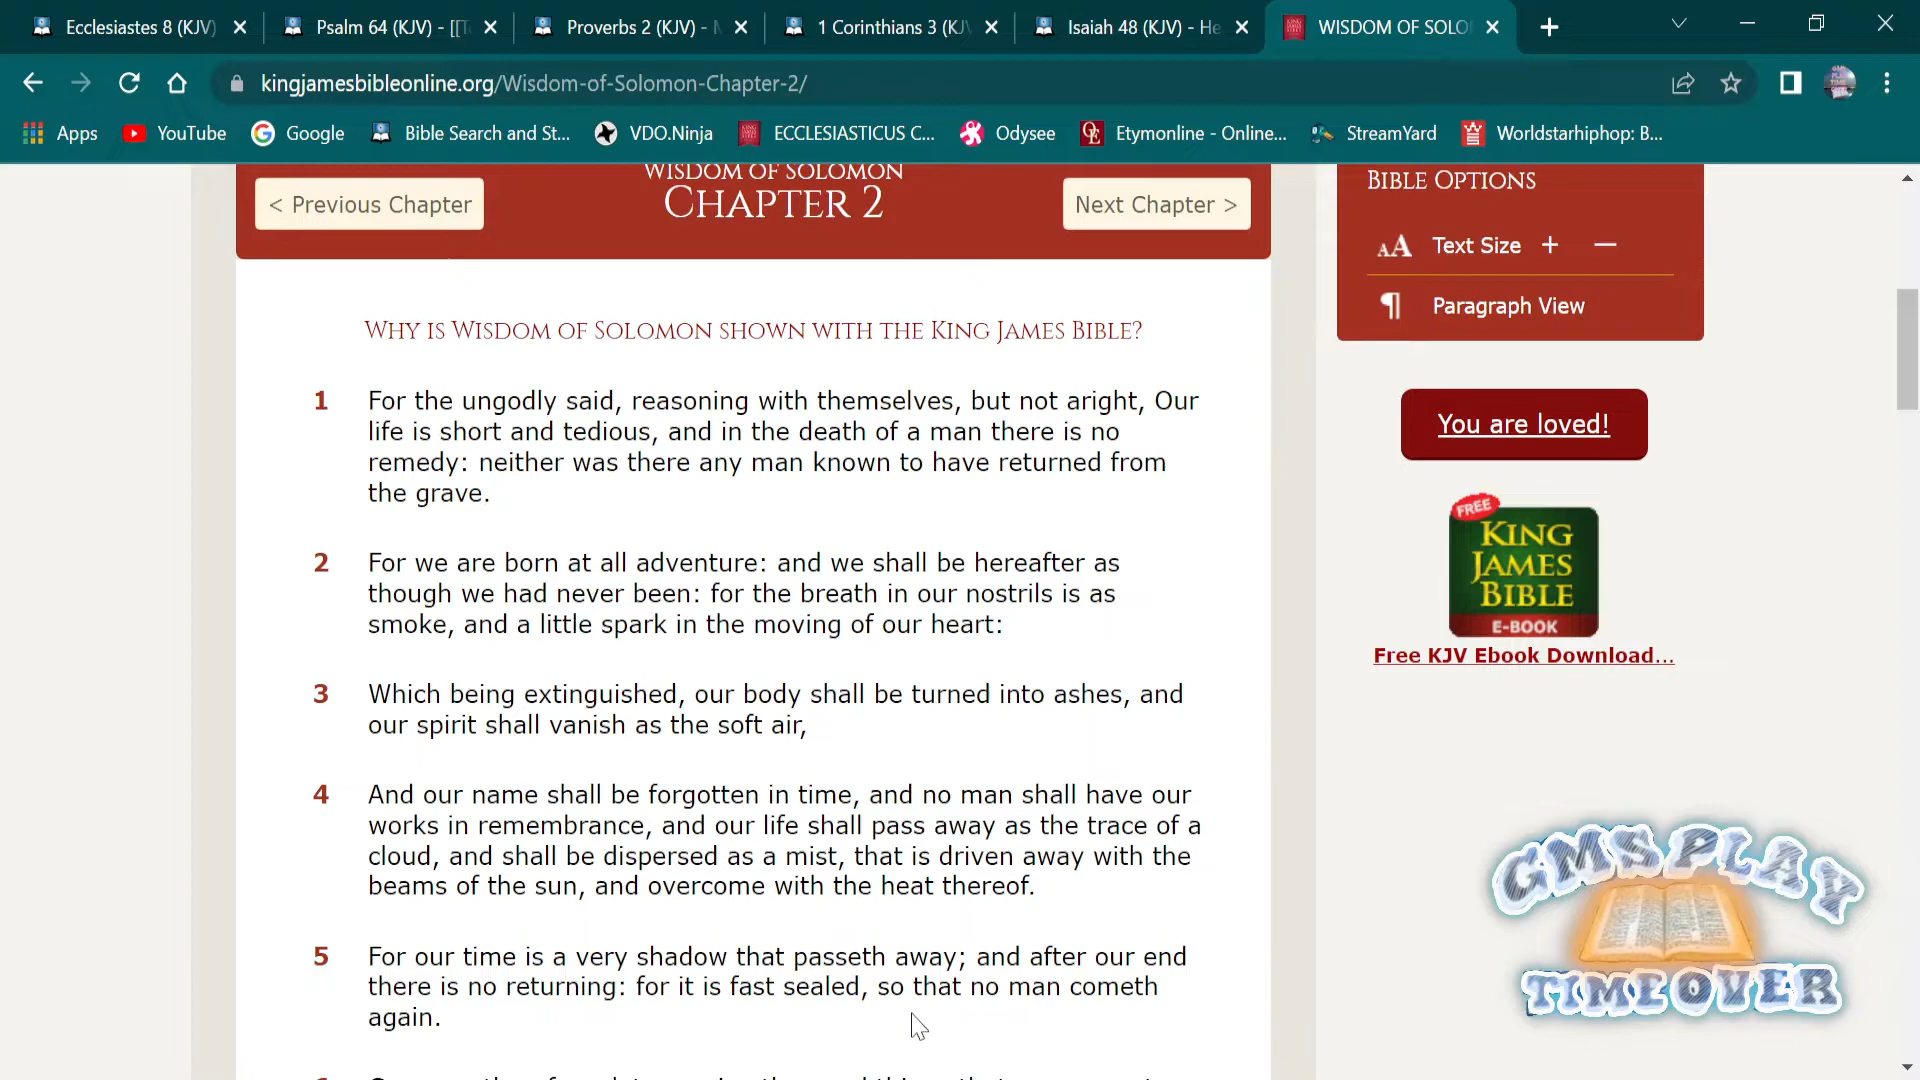 Ecclesiastes 8 (KJV)
Psalm 64 (KJV) - [[T
Proverbs 2 (KJV) - M
1 Corinthians 3 (KJV
Isaiah 48 (KJV) - He
WISDOM OF SOLO
kingjamesbibleonline.org/Wisdom-of-Solomon-Chapter-2/
Apps
YouTube
Google
Bible Search and St...
VDO.Ninja
ECCLESIASTICUS C...
Odysee
OE
Etymonline - Online...
StreamYard
Worldstarhiphop: B...
WISDOM OF SOLOMON
< Previous Chapter
CHAPTER 2
Next Chapter >
WHY IS WISDOM OF SOLOMON SHOWN WITH THE KING JAMES BIBLE?
1 For the ungodly said, reasoning with themselves, but not aright, Our
life is short and tedious, and in the death of a man there is no
remedy: neither was there any man known to have returned from
the grave.
2 For we are born at all adventure: and we shall be hereafter as
though we had never been: for the breath in our nostrils is as
smoke, and a little spark in the moving of our heart:
3 Which being extinguished, our body shall be turned into ashes, and
our spirit shall vanish as the soft air,
4 And our name shall be forgotten in time, and no man shall have our
works in remembrance, and our life shall pass away as the trace of a
cloud, and shall be dispersed as a mist, that is driven away with the
beams of the sun, and overcome with the heat thereof.
5 For our time is a very shadow that passeth away; and after our end
there is no returning: for it is fast sealed, so that no man cometh
again.
BIBLE OPTIONS
AA Text Size + —
¶ Paragraph View
You are loved!
FREE
KING
JAMES
BIBLE
E-BOOK
Free KJV Ebook Download...
GMS PLAY
TIME OVER